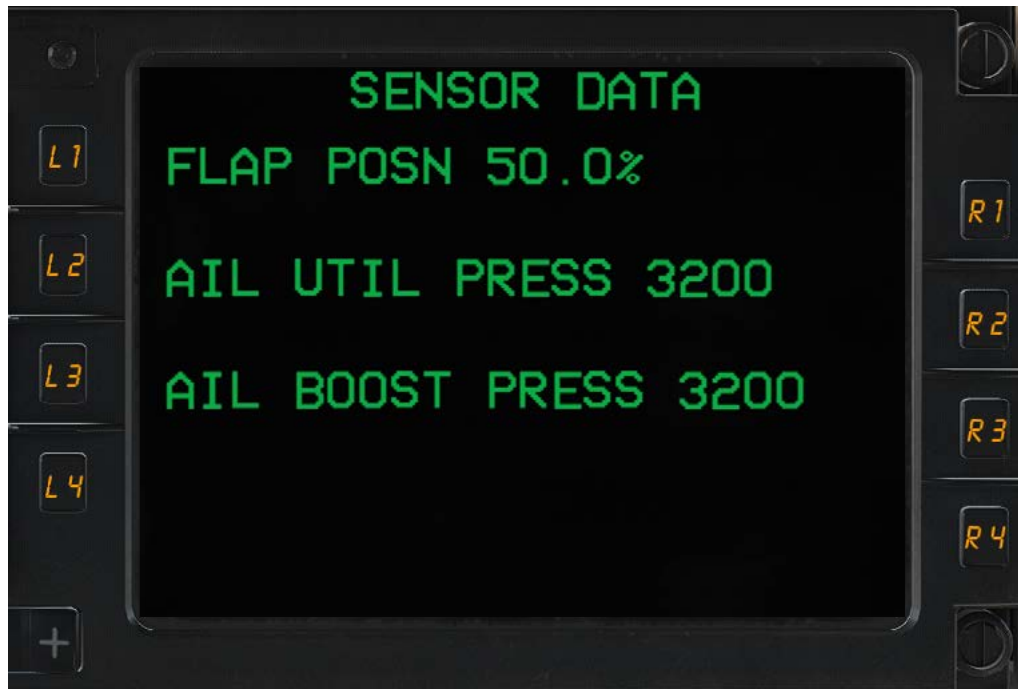 SENSOR DATA
L1
FLAP POSN 50.0%
R1
L2
AIL UTIL PRESS 3200
R2
L3
AIL BOOST PRESS 3200
R3
L4
R4
+